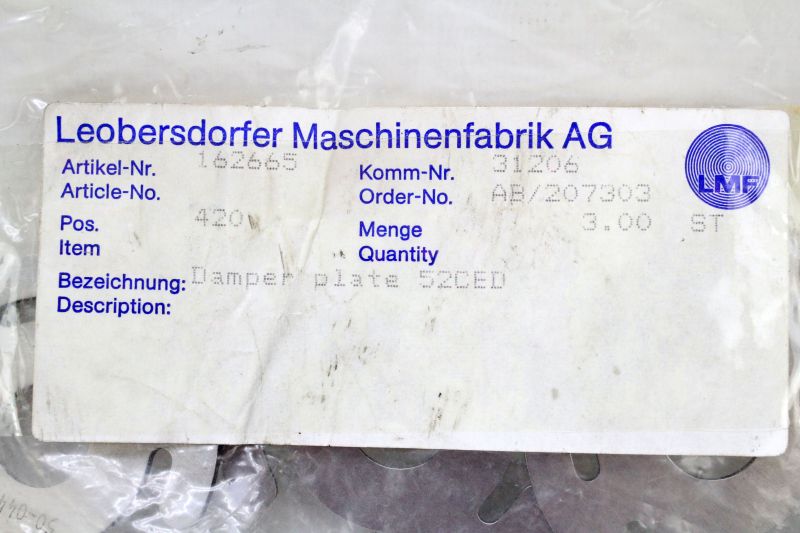 Leobersdorfer Maschinenfabrik AG
LMF
Artikel-Nr. 162665 Komm-Nr. 31206
Article-No. Order-No. AB/207303
Pos. 420 Menge 3.00 ST
Item Quantity
Bezeichnung: Damper plate 52CED
Description: